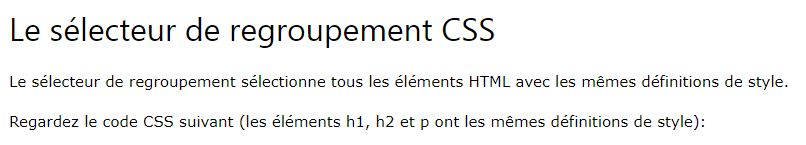 Le sélecteur de regroupement CSS
Le sélecteur de regroupement sélectionne tous les éléments HTML avec les mêmes définitions de style.
Regardez le code CSS suivant (les éléments h1, h2 et p ont les mêmes définitions de style):